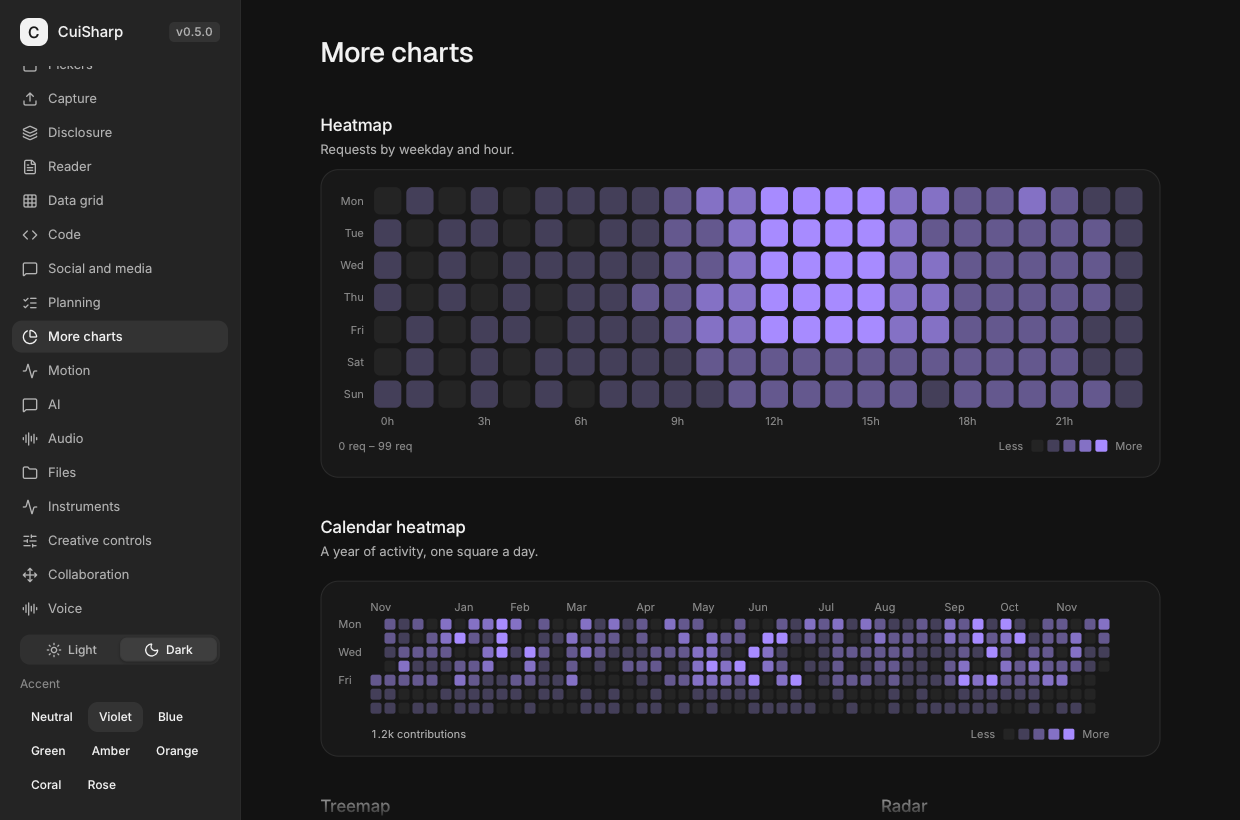 C CuiSharp v0.5.0
Pickers
Capture
Disclosure
Reader
Data grid
Code
Social and media
Planning
More charts
Motion
AI
Audio
Files
Instruments
Creative controls
Collaboration
Voice
Light Dark
Accent
Neutral Violet Blue
Green Amber Orange
Coral Rose
More charts
Heatmap
Requests by weekday and hour.
Mon
Tue
Wed
Thu
Fri
Sat
Sun
0h 3h 6h 9h 12h 15h 18h 21h
0 req – 99 req Less More
Calendar heatmap
A year of activity, one square a day.
Nov Jan Feb Mar Apr May Jun Jul Aug Sep Oct Nov
Mon
Wed
Fri
1.2k contributions Less More
Treemap Radar